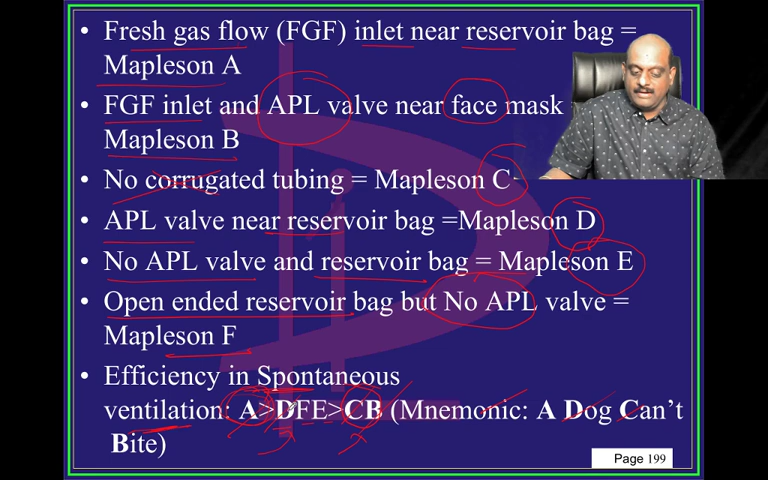 • Fresh gas flow (FGF) inlet near reservoir bag =
Mapleson A
• FGF inlet and APL valve near face mask
Mapleson B
• No corrugated tubing = Mapleson C
• APL valve near reservoir bag =Mapleson D
• No APL valve and reservoir bag = Mapleson E
• Open ended reservoir bag but No APL valve =
Mapleson F
• Efficiency in Spontaneous
ventilation: A>DFE>CB (Mnemonic: A Dog Can't
Bite)
Page 199